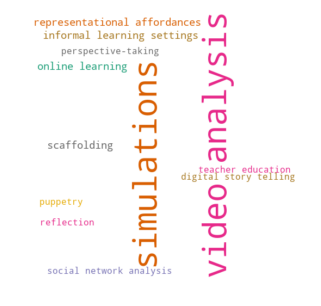 representational affordances
informal learning settings
perspective-taking
online learning
simulations
video analysis
scaffolding
teacher education
digital story telling
puppetry
reflection
social network analysis